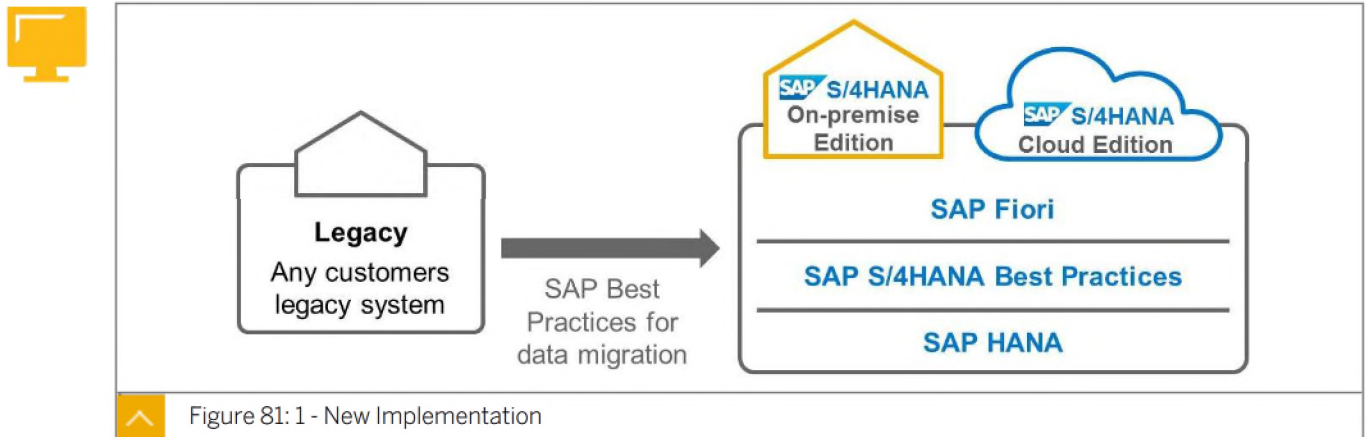 SAP S/4HANA
On-premise
Edition
SAP S/4HANA
Cloud Edition
Legacy
Any customers
legacy system
SAP Best
Practices for
data migration
SAP Fiori
SAP S/4HANA Best Practices
SAP HANA
Figure 81: 1 - New Implementation